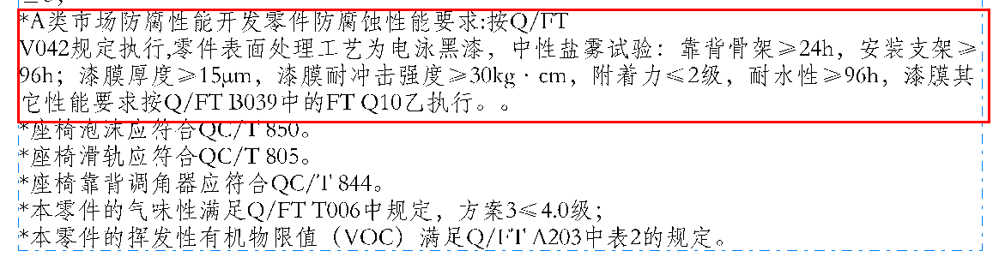 *A类市场防腐性能开发零件防腐蚀性能要求:按Q/FT
V042规定执行,零件表面处理工艺为电泳黑漆，中性盐雾试验：靠背骨架≥24h，安装支架≥
96h；漆膜厚度≥15μm，漆膜耐冲击强度≥30kg·cm，附着力≤2级，耐水性≥96h，漆膜其
它性能要求按Q/FT B039中的FT Q10乙执行。。
*座椅泡沫应符合QC/T 850。
*座椅滑轨应符合QC/T 805。
*座椅靠背调角器应符合QC/T 844。
*本零件的气味性满足Q/FT T006中规定，方案3≤4.0级；
*本零件的挥发性有机物限值（VOC）满足Q/FT A203中表2的规定。